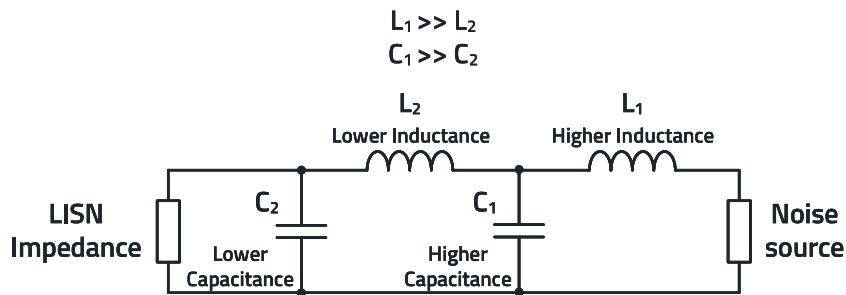 L₁ >> L₂
C₁ >> C₂
L₂
Lower Inductance
L₁
Higher Inductance
LISN
Impedance
C₂
Lower
Capacitance
C₁
Higher
Capacitance
Noise
source